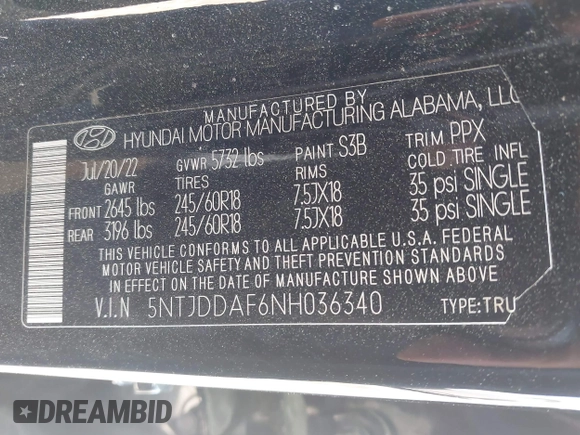 MANUFACTURED BY
HYUNDAI MOTOR MANUFACTURING ALABAMA, LLC
Jul/20/22 GVWR 5732 lbs PAINT S3B TRIM PPX
GAWR TIRES RIMS COLD TIRE INFL
FRONT 2645 lbs 245/60R18 7.5JX18 35 psi SINGLE
REAR 3196 lbs 245/60R18 7.5JX18 35 psi SINGLE
THIS VEHICLE CONFORMS TO ALL APPLICABLE U.S.A. FEDERAL
MOTOR VEHICLE SAFETY AND THEFT PREVENTION STANDARDS
IN EFFECT ON THE DATE OF MANUFACTURE SHOWN ABOVE.
V.I.N 5NTJDDAF6NH036340 TYPE:TRU
DREAMBID